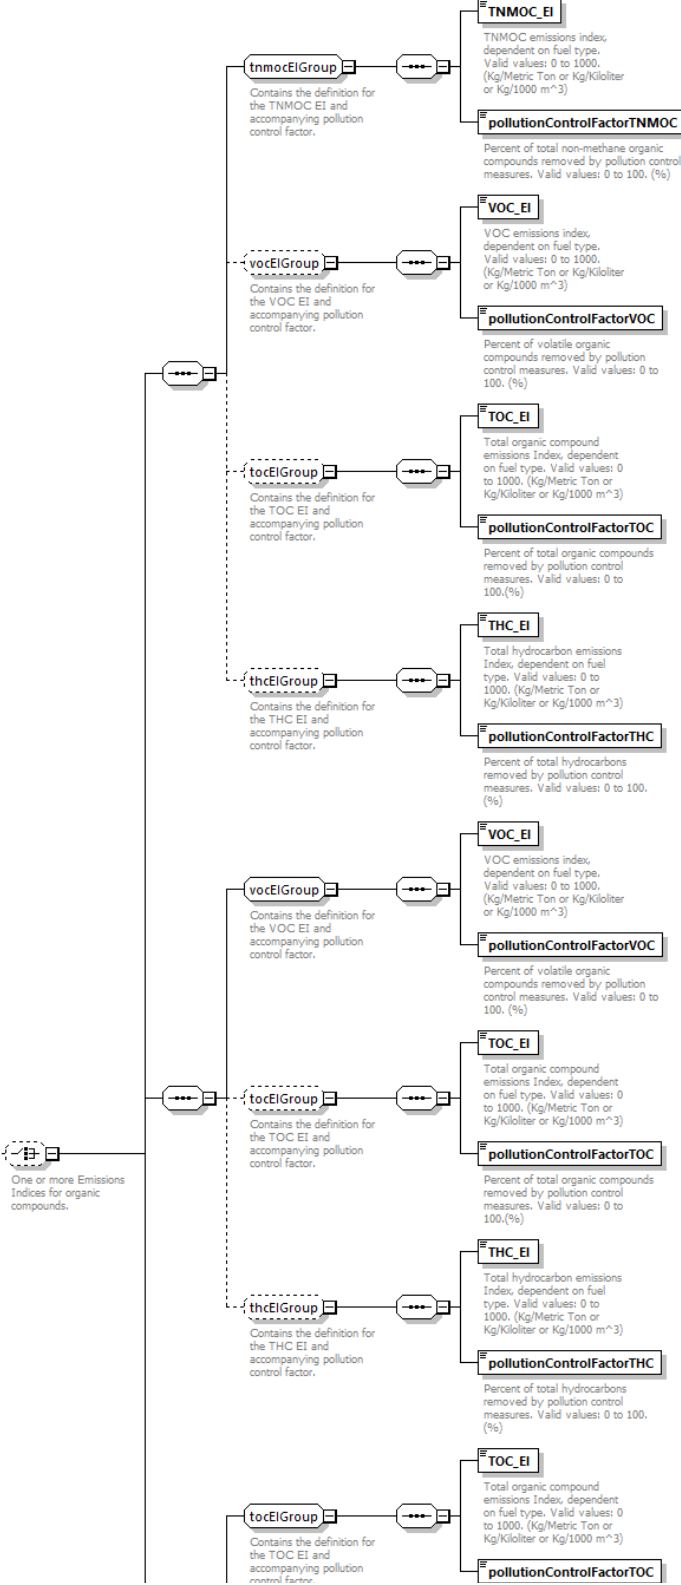 TNMOC_EI
TNMOC emissions index,
dependent on fuel type.
Valid values: 0 to 1000.
(Kg/Metric Ton or Kg/Kiloliter
or Kg/1000 m^3)
tnmocEIGroup
Contains the definition for
the TNMOC EI and
accompanying pollution
control factor.
pollutionControlFactorTNMOC
Percent of total non-methane organic
compounds removed by pollution control
measures. Valid values: 0 to 100. (%)
VOC_EI
VOC emissions index,
dependent on fuel type.
Valid values: 0 to 1000.
(Kg/Metric Ton or Kg/Kiloliter
or Kg/1000 m^3)
vocEIGroup
Contains the definition for
the VOC EI and
accompanying pollution
control factor.
pollutionControlFactorVOC
Percent of volatile organic
compounds removed by pollution
control measures. Valid values: 0 to
100. (%)
TOC_EI
Total organic compound
emissions Index, dependent
on fuel type. Valid values: 0
to 1000. (Kg/Metric Ton or
Kg/Kiloliter or Kg/1000 m^3)
tocEIGroup
Contains the definition for
the TOC EI and
accompanying pollution
control factor.
pollutionControlFactorTOC
Percent of total organic compounds
removed by pollution control
measures. Valid values: 0 to
100.(%)
THC_EI
Total hydrocarbon emissions
Index, dependent on fuel
type. Valid values: 0 to
1000. (Kg/Metric Ton or
Kg/Kiloliter or Kg/1000 m^3)
thcEIGroup
Contains the definition for
the THC EI and
accompanying pollution
control factor.
pollutionControlFactorTHC
Percent of total hydrocarbons
removed by pollution control
measures. Valid values: 0 to 100.
(%)
VOC_EI
VOC emissions index,
dependent on fuel type.
Valid values: 0 to 1000.
(Kg/Metric Ton or Kg/Kiloliter
or Kg/1000 m^3)
vocEIGroup
Contains the definition for
the VOC EI and
accompanying pollution
control factor.
pollutionControlFactorVOC
Percent of volatile organic
compounds removed by pollution
control measures. Valid values: 0 to
100. (%)
TOC_EI
Total organic compound
emissions Index, dependent
on fuel type. Valid values: 0
to 1000. (Kg/Metric Ton or
Kg/Kiloliter or Kg/1000 m^3)
tocEIGroup
Contains the definition for
the TOC EI and
accompanying pollution
control factor.
pollutionControlFactorTOC
Percent of total organic compounds
removed by pollution control
measures. Valid values: 0 to
100.(%)
One or more Emissions
Indices for organic
compounds.
THC_EI
Total hydrocarbon emissions
Index, dependent on fuel
type. Valid values: 0 to
1000. (Kg/Metric Ton or
Kg/Kiloliter or Kg/1000 m^3)
thcEIGroup
Contains the definition for
the THC EI and
accompanying pollution
control factor.
pollutionControlFactorTHC
Percent of total hydrocarbons
removed by pollution control
measures. Valid values: 0 to 100.
(%)
TOC_EI
Total organic compound
emissions Index, dependent
on fuel type. Valid values: 0
to 1000. (Kg/Metric Ton or
Kg/Kiloliter or Kg/1000 m^3)
tocEIGroup
Contains the definition for
the TOC EI and
accompanying pollution
control factor.
pollutionControlFactorTOC